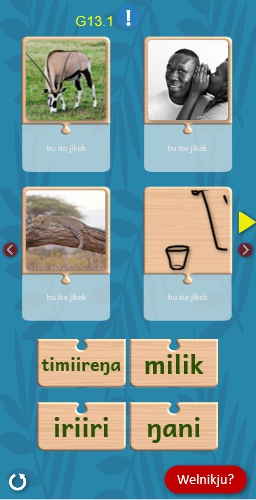 G13.1 !
bu ita jikek
bu ita jikek
bu ita jikek
bu ita jikek
timiireŋa
milik
iriiri
ŋani
Welnikju?